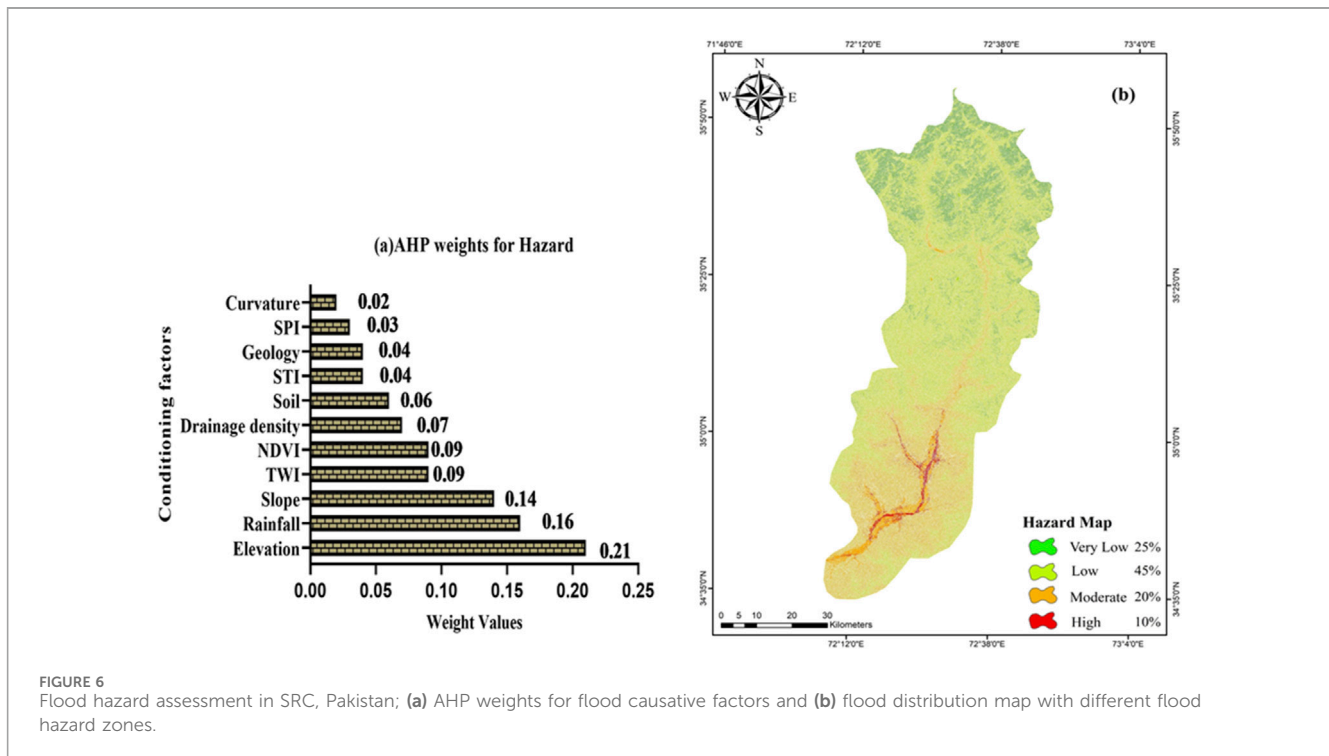 (a)AHP weights for Hazard
Conditioning factors
Curvature 0.02
SPI 0.03
Geology 0.04
STI 0.04
Soil 0.06
Drainage density 0.07
NDVI 0.09
TWI 0.09
Slope 0.14
Rainfall 0.16
Elevation 0.21
0.00 0.05 0.10 0.15 0.20 0.25
Weight Values
71°46'0"E 72°12'0"E 72°38'0"E 73°4'0"E
N
W E
S
(b)
35°50'0"N 35°50'0"N
35°25'0"N 35°25'0"N
35°0'0"N 35°0'0"N
34°35'0"N 34°35'0"N
Hazard Map
Very Low 25%
Low 45%
Moderate 20%
High 10%
0 5 10 20 30
Kilometers
72°12'0"E 72°38'0"E 73°4'0"E
FIGURE 6
Flood hazard assessment in SRC, Pakistan; (a) AHP weights for flood causative factors and (b) flood distribution map with different flood
hazard zones.